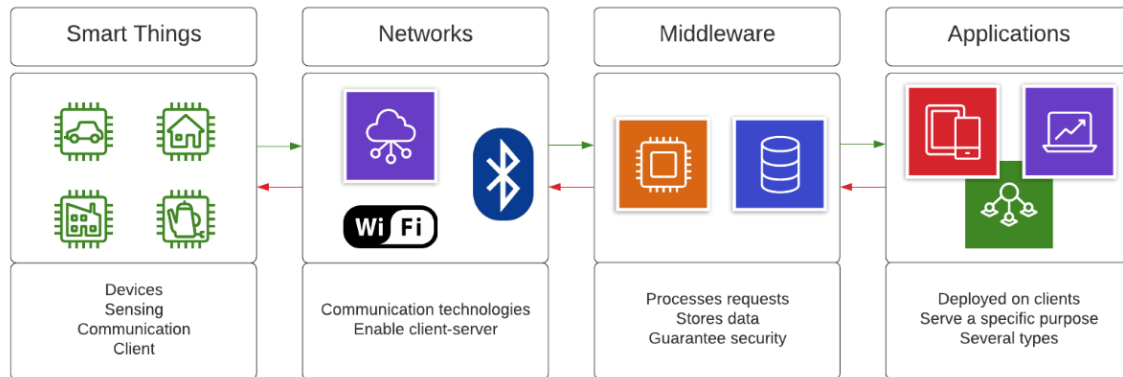 Smart Things
Networks
Middleware
Applications
Wi Fi
Devices
Sensing
Communication
Client
Communication technologies
Enable client-server
Processes requests
Stores data
Guarantee security
Deployed on clients
Serve a specific purpose
Several types